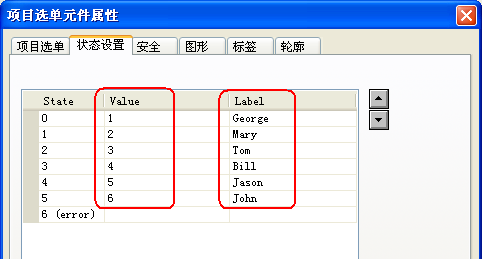 项目选单元件属性
项目选单 状态设置 安全 图形 标签 轮廓
State Value Label
0 1 George
1 2 Mary
2 3 Tom
3 4 Bill
4 5 Jason
5 6 John
6 (error)